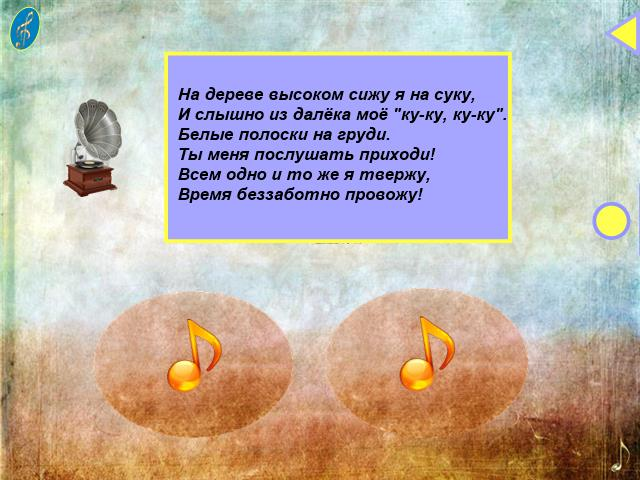 На дереве высоком сижу я на суку,
И слышно из далёка моё "ку-ку, ку-ку".
Белые полоски на груди.
Ты меня послушать приходи!
Всем одно и то же я твержу,
Время беззаботно провожу!